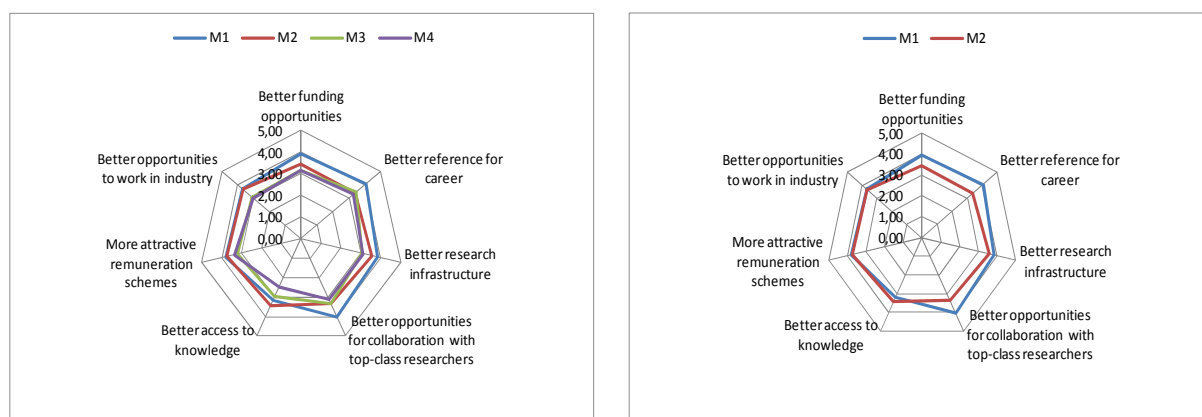 M1 M2 M3 M4
Better funding
opportunities
5,00
4,00
3,00
2,00
1,00
0,00
Better reference for
career
Better opportunities
to work in industry
Better research
infrastructure
More attractive
remuneration
schemes
Better opportunities
for collaboration with
top-class researchers
Better access to
knowledge
M1 M2
Better funding
opportunities
5,00
4,00
3,00
2,00
1,00
0,00
Better reference for
career
Better opportunities
to work in industry
Better research
infrastructure
More attractive
remuneration
schemes
Better opportunities
for collaboration with
top-class researchers
Better access to
knowledge